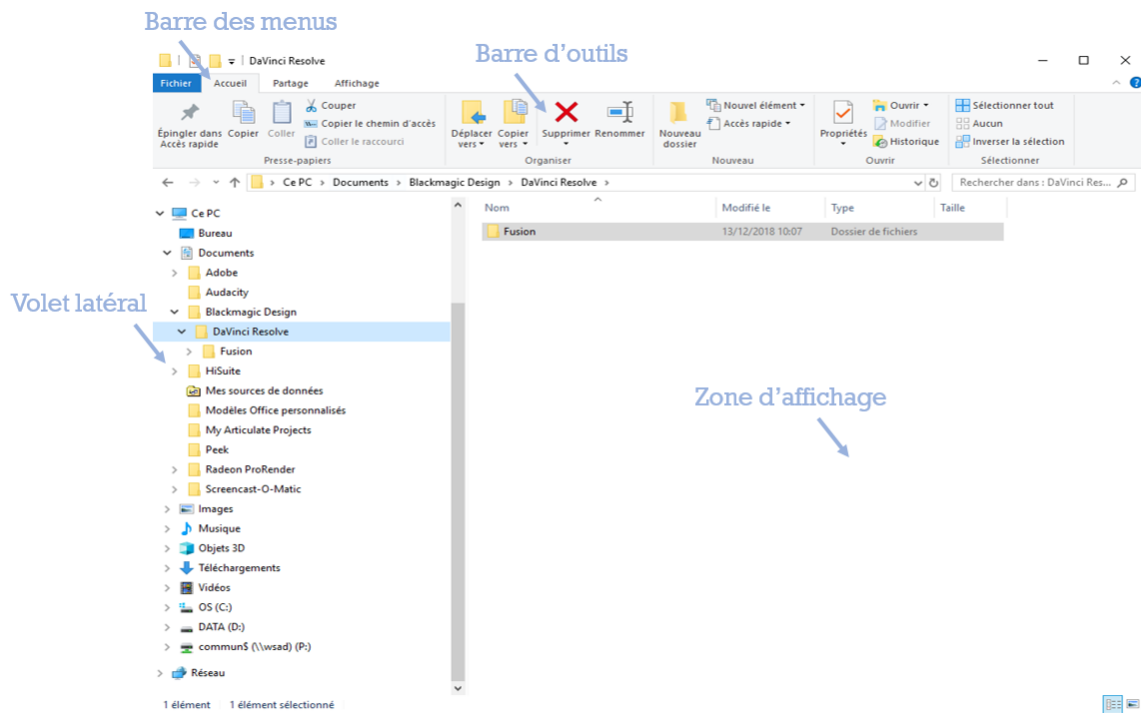 Barre des menus
Barre d'outils
DaVinci Resolve
Fichier Accueil Partage Affichage
Épingler dans Accès rapide
Copier
Coller
Couper
Copier le chemin d'accès
Coller le raccourci
Presse-papiers
Déplacer vers
Copier vers
Supprimer
Renommer
Organiser
Nouveau dossier
Nouvel élément
Accès rapide
Nouveau
Propriétés
Ouvrir
Modifier
Historique
Ouvrir
Sélectionner tout
Aucun
Inverser la sélection
Sélectionner
Ce PC > Documents > Blackmagic Design > DaVinci Resolve >
Rechercher dans : DaVinci Res...
Nom Modifié le Type Taille
Fusion 13/12/2018 10:07 Dossier de fichiers
Ce PC
Bureau
Documents
Adobe
Audacity
Volet latéral
Blackmagic Design
DaVinci Resolve
Fusion
HiSuite
Mes sources de données
Modèles Office personnalisés
My Articulate Projects
Peek
Radeon ProRender
Screencast-O-Matic
Images
Musique
Objets 3D
Téléchargements
Vidéos
OS (C:)
DATA (D:)
commun$ (\\wsad) (P:)
Réseau
Zone d'affichage
1 élément 1 élément sélectionné